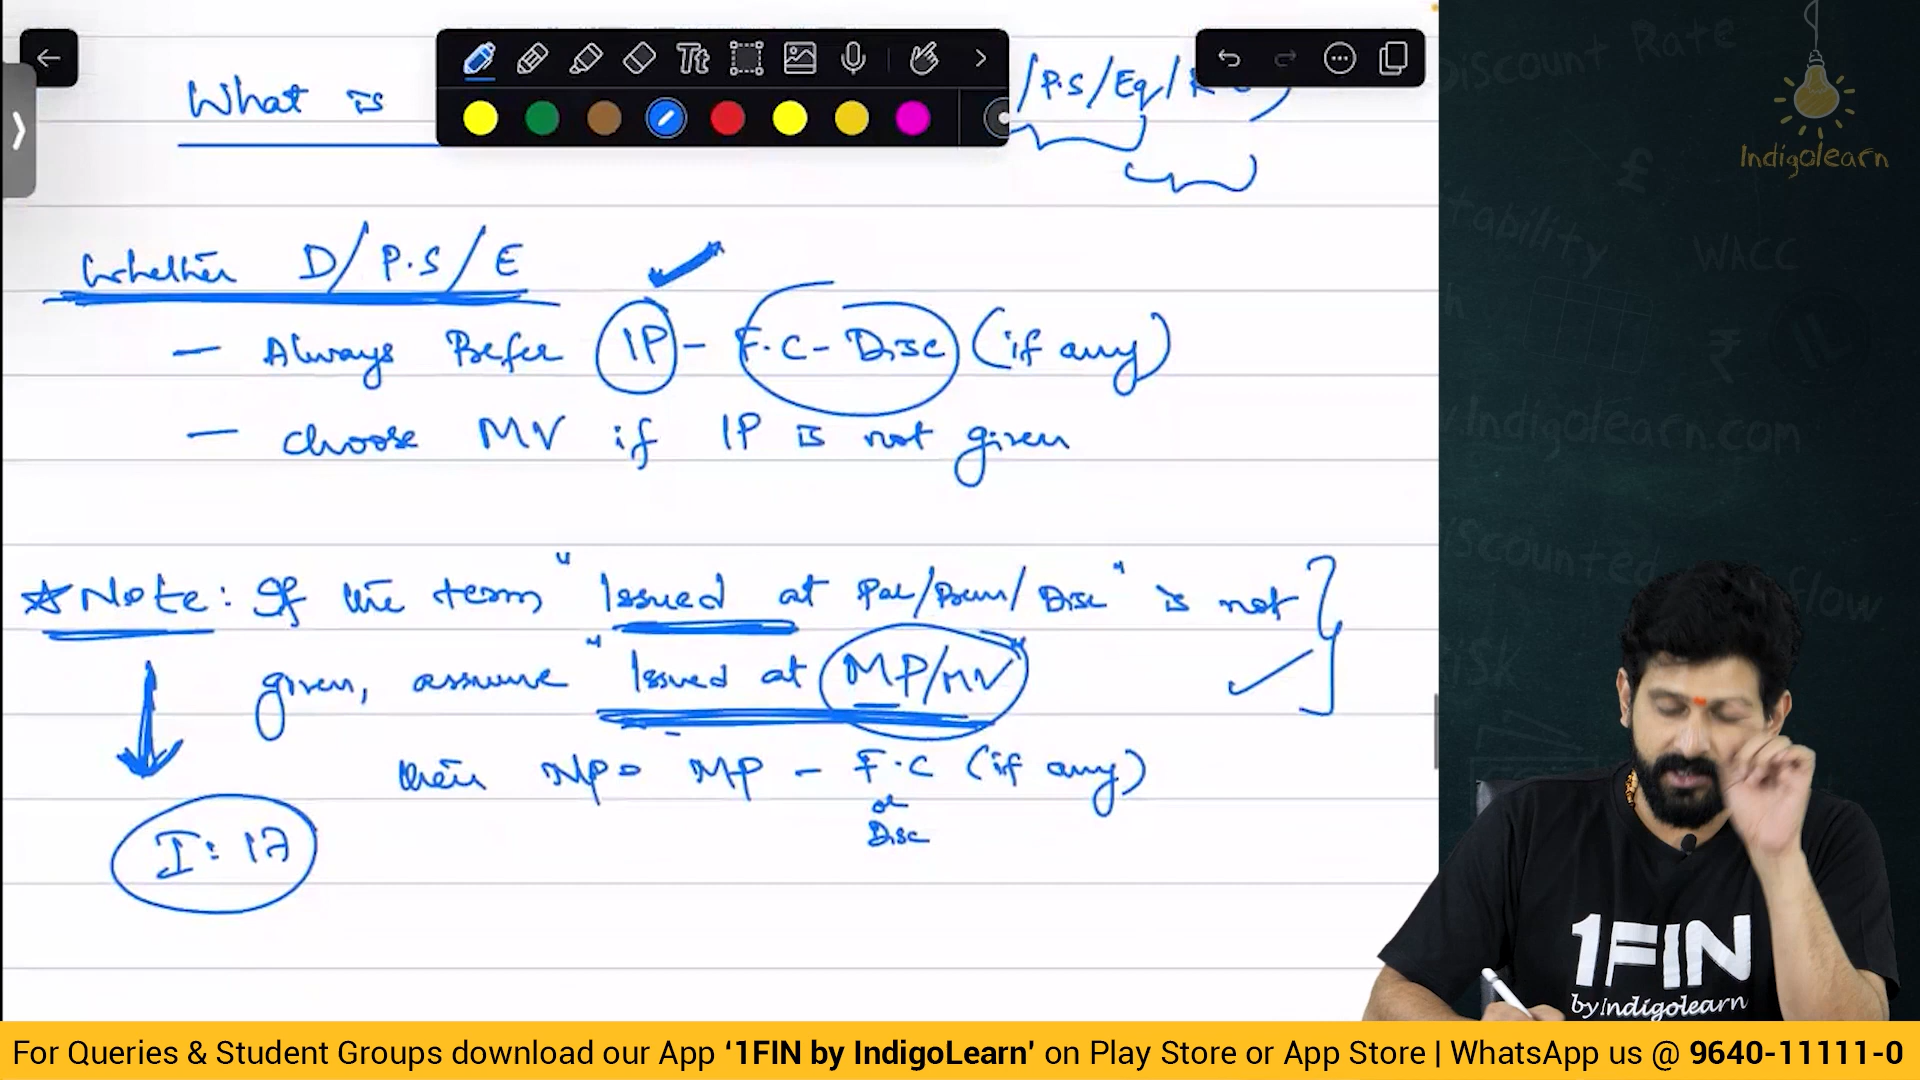 What is /P.S/Eq/
Discount Rate
Indigolearn
Whether D/P.S/E
tability
WACC
- Always Prefer IP - F.C - Disc (if any)
- choose MV if IP is not given
Indigolearn.com
*Note: If the term "Issued at Par/Prem/Disc" is not
given, assume "Issued at MP/MV"
then NP = MP - F.C (if any)
or
Disc
I: 17
1FIN
by Indigolearn
For Queries & Student Groups download our App ‘1FIN by IndigoLearn' on Play Store or App Store | WhatsApp us @ 9640-11111-0